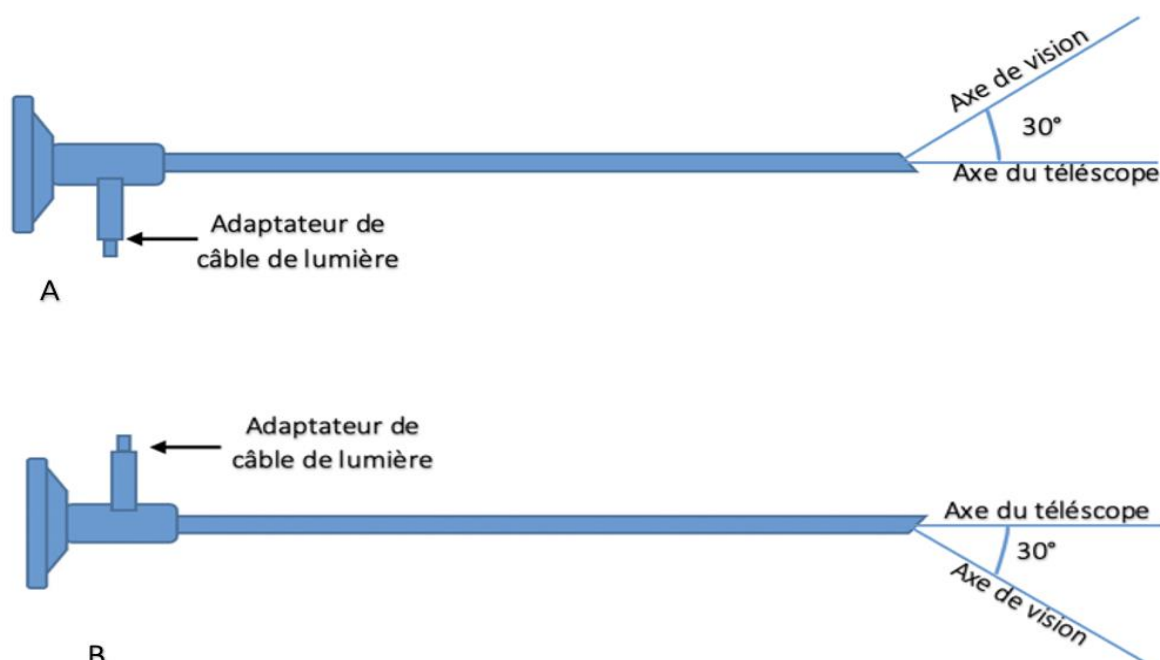 Axe de vision
30°
Axe du téléscope
Adaptateur de
câble de lumière
A
Adaptateur de
câble de lumière
Axe du téléscope
30°
Axe de vision
B